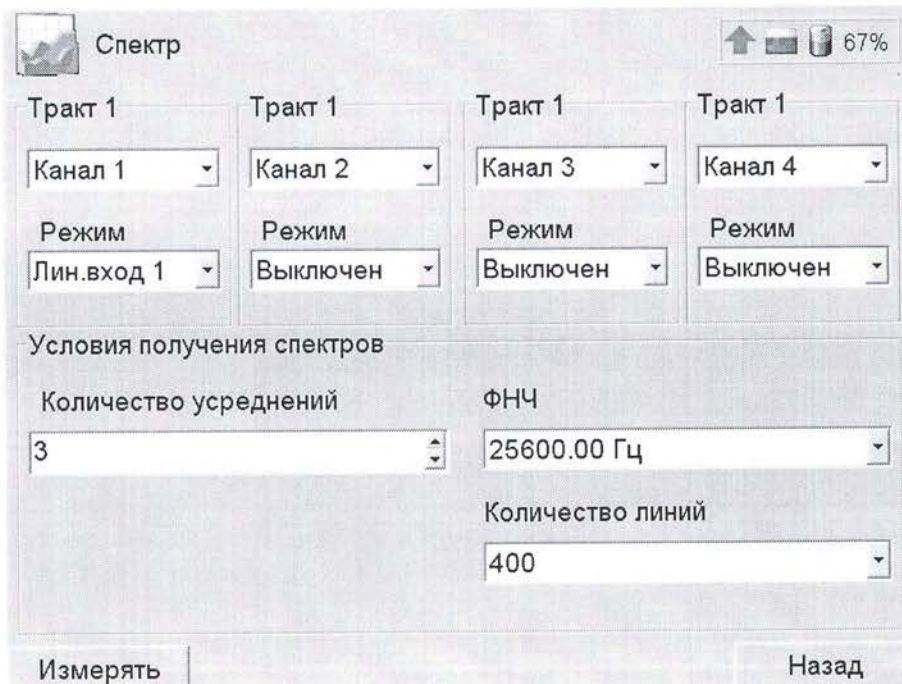 Спектр
67%
Тракт 1
Тракт 1
Тракт 1
Тракт 1
Канал 1
Канал 2
Канал 3
Канал 4
Режим
Режим
Режим
Режим
Лин.вход 1
Выключен
Выключен
Выключен
Условия получения спектров
Количество усреднений
ФНЧ
3
25600.00 Гц
Количество линий
400
Измерять
Назад